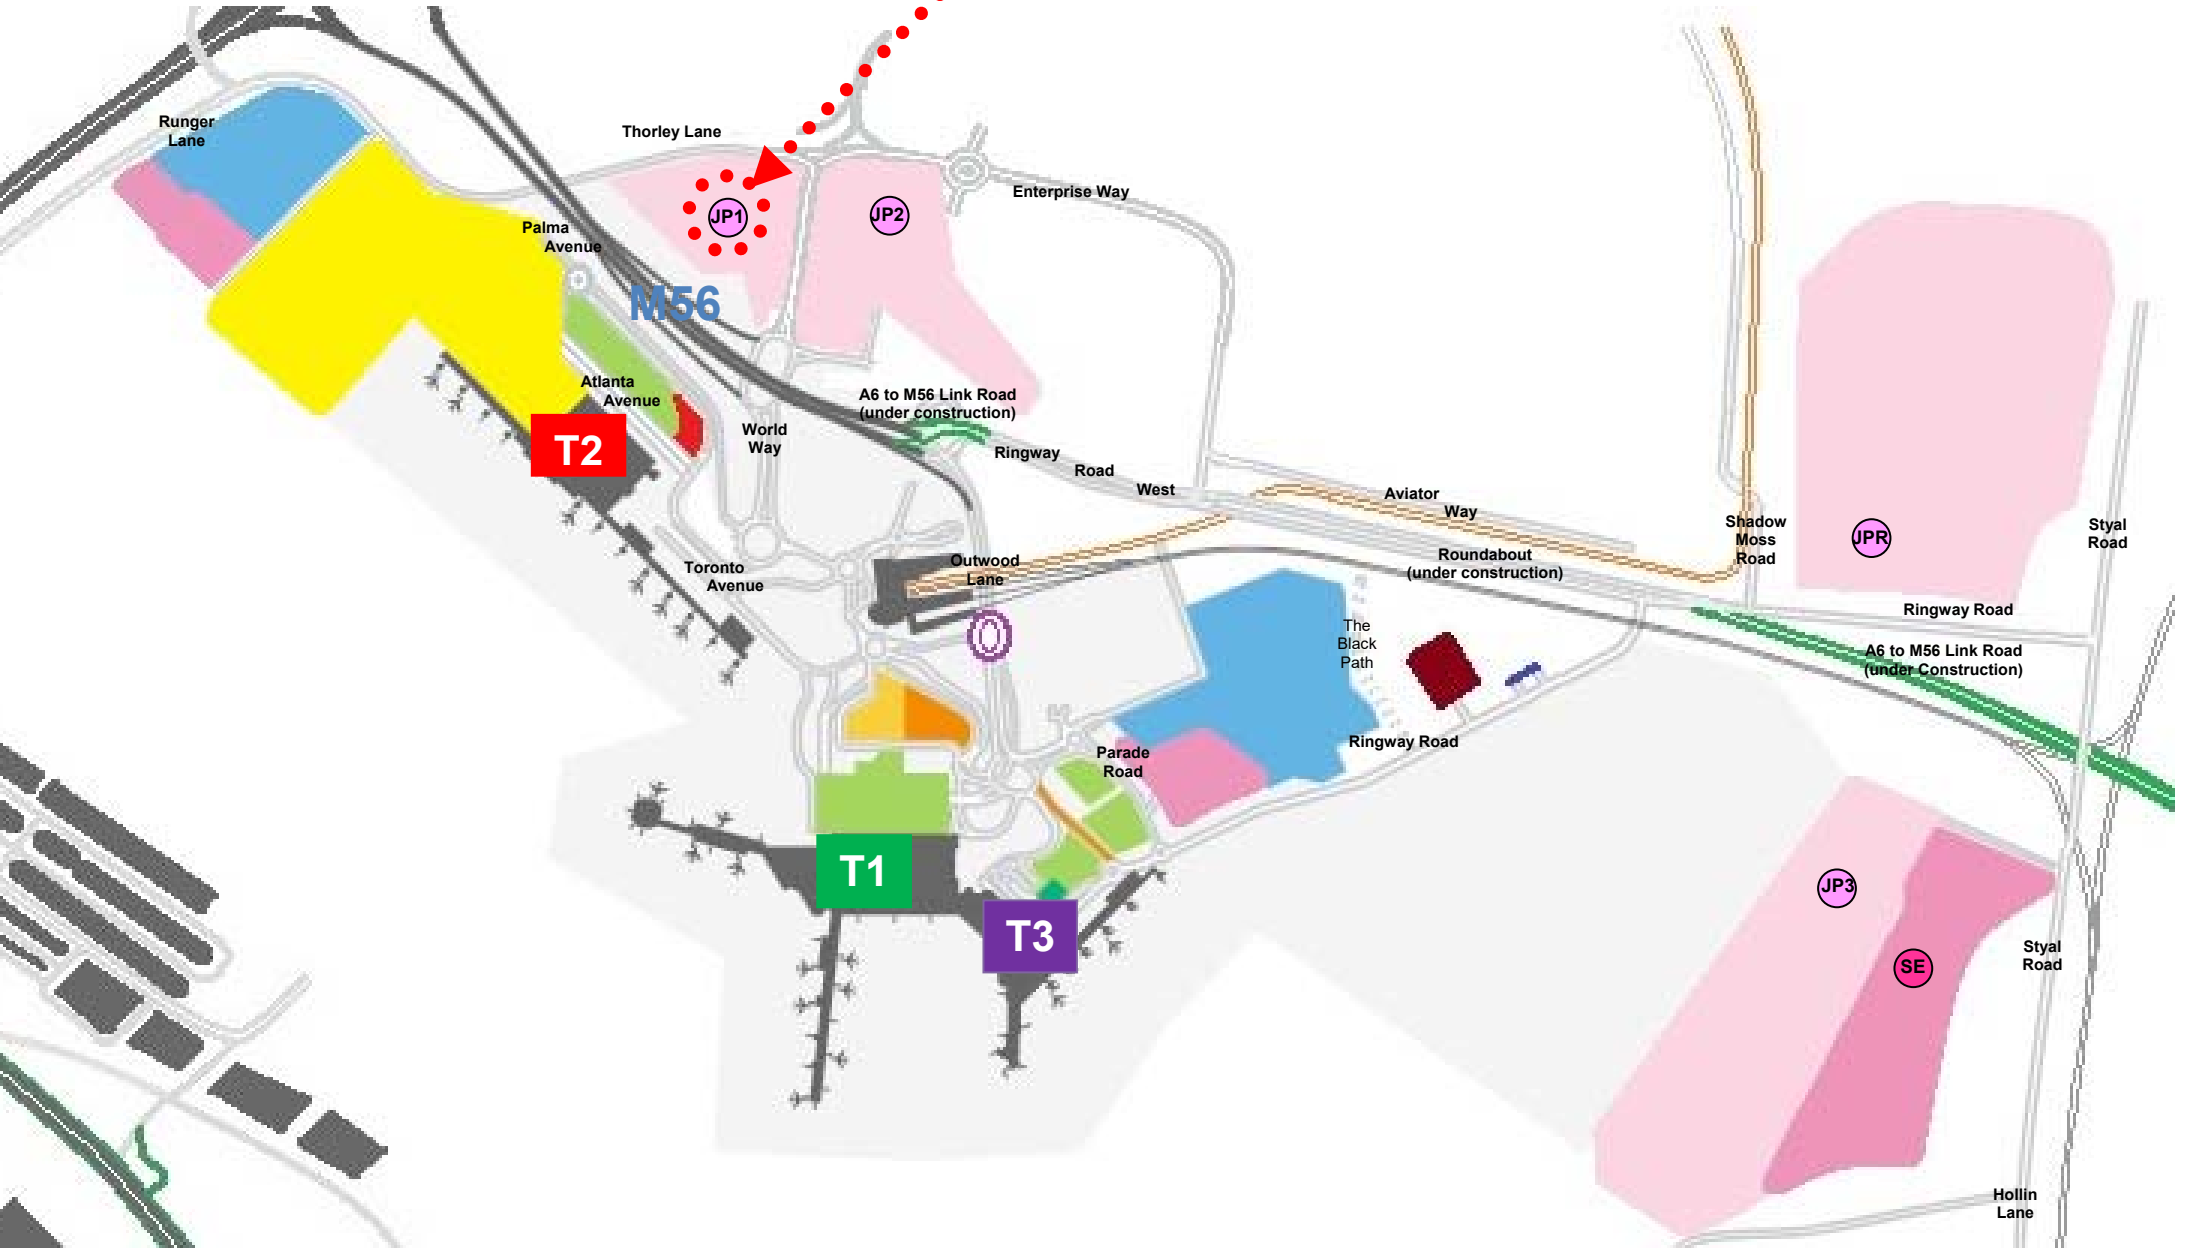 Runger
Lane
Thorley Lane
JP1
JP2
Enterprise Way
Palma
Avenue
M56
Atlanta
Avenue
A6 to M56 Link Road
(under construction)
World
Way
T2
Ringway
Road
West
Aviator
Way
Shadow
Moss
Road
JPR
Styal
Road
Toronto
Avenue
Outwood
Lane
Roundabout
(under construction)
Ringway Road
The
Black
Path
A6 to M56 Link Road
(under Construction)
Ringway Road
Parade
Road
T1
T3
JP3
SE
Styal
Road
Hollin
Lane